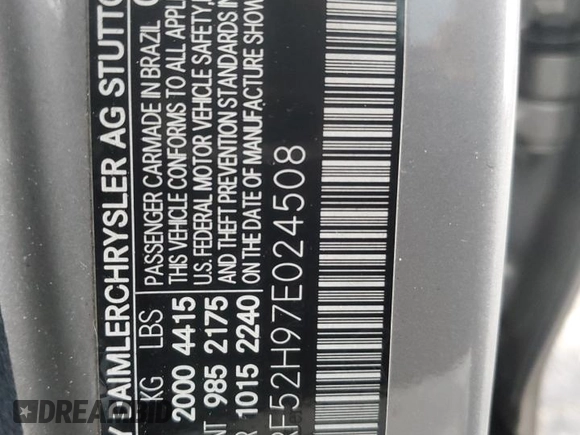 DAIMLERCHRYSLER AG STUTTG
KG LBS
2000 4415
985 2175
1015 2240
PASSENGER CARMADE IN BRAZIL
THIS VEHICLE CONFORMS TO ALL APPL
U.S. FEDERAL MOTOR VEHICLE SAFETY,
AND THEFT PREVENTION STANDARDS IN
ON THE DATE OF MANUFACTURE SHOW
RF52H97E024508
DREAMBID